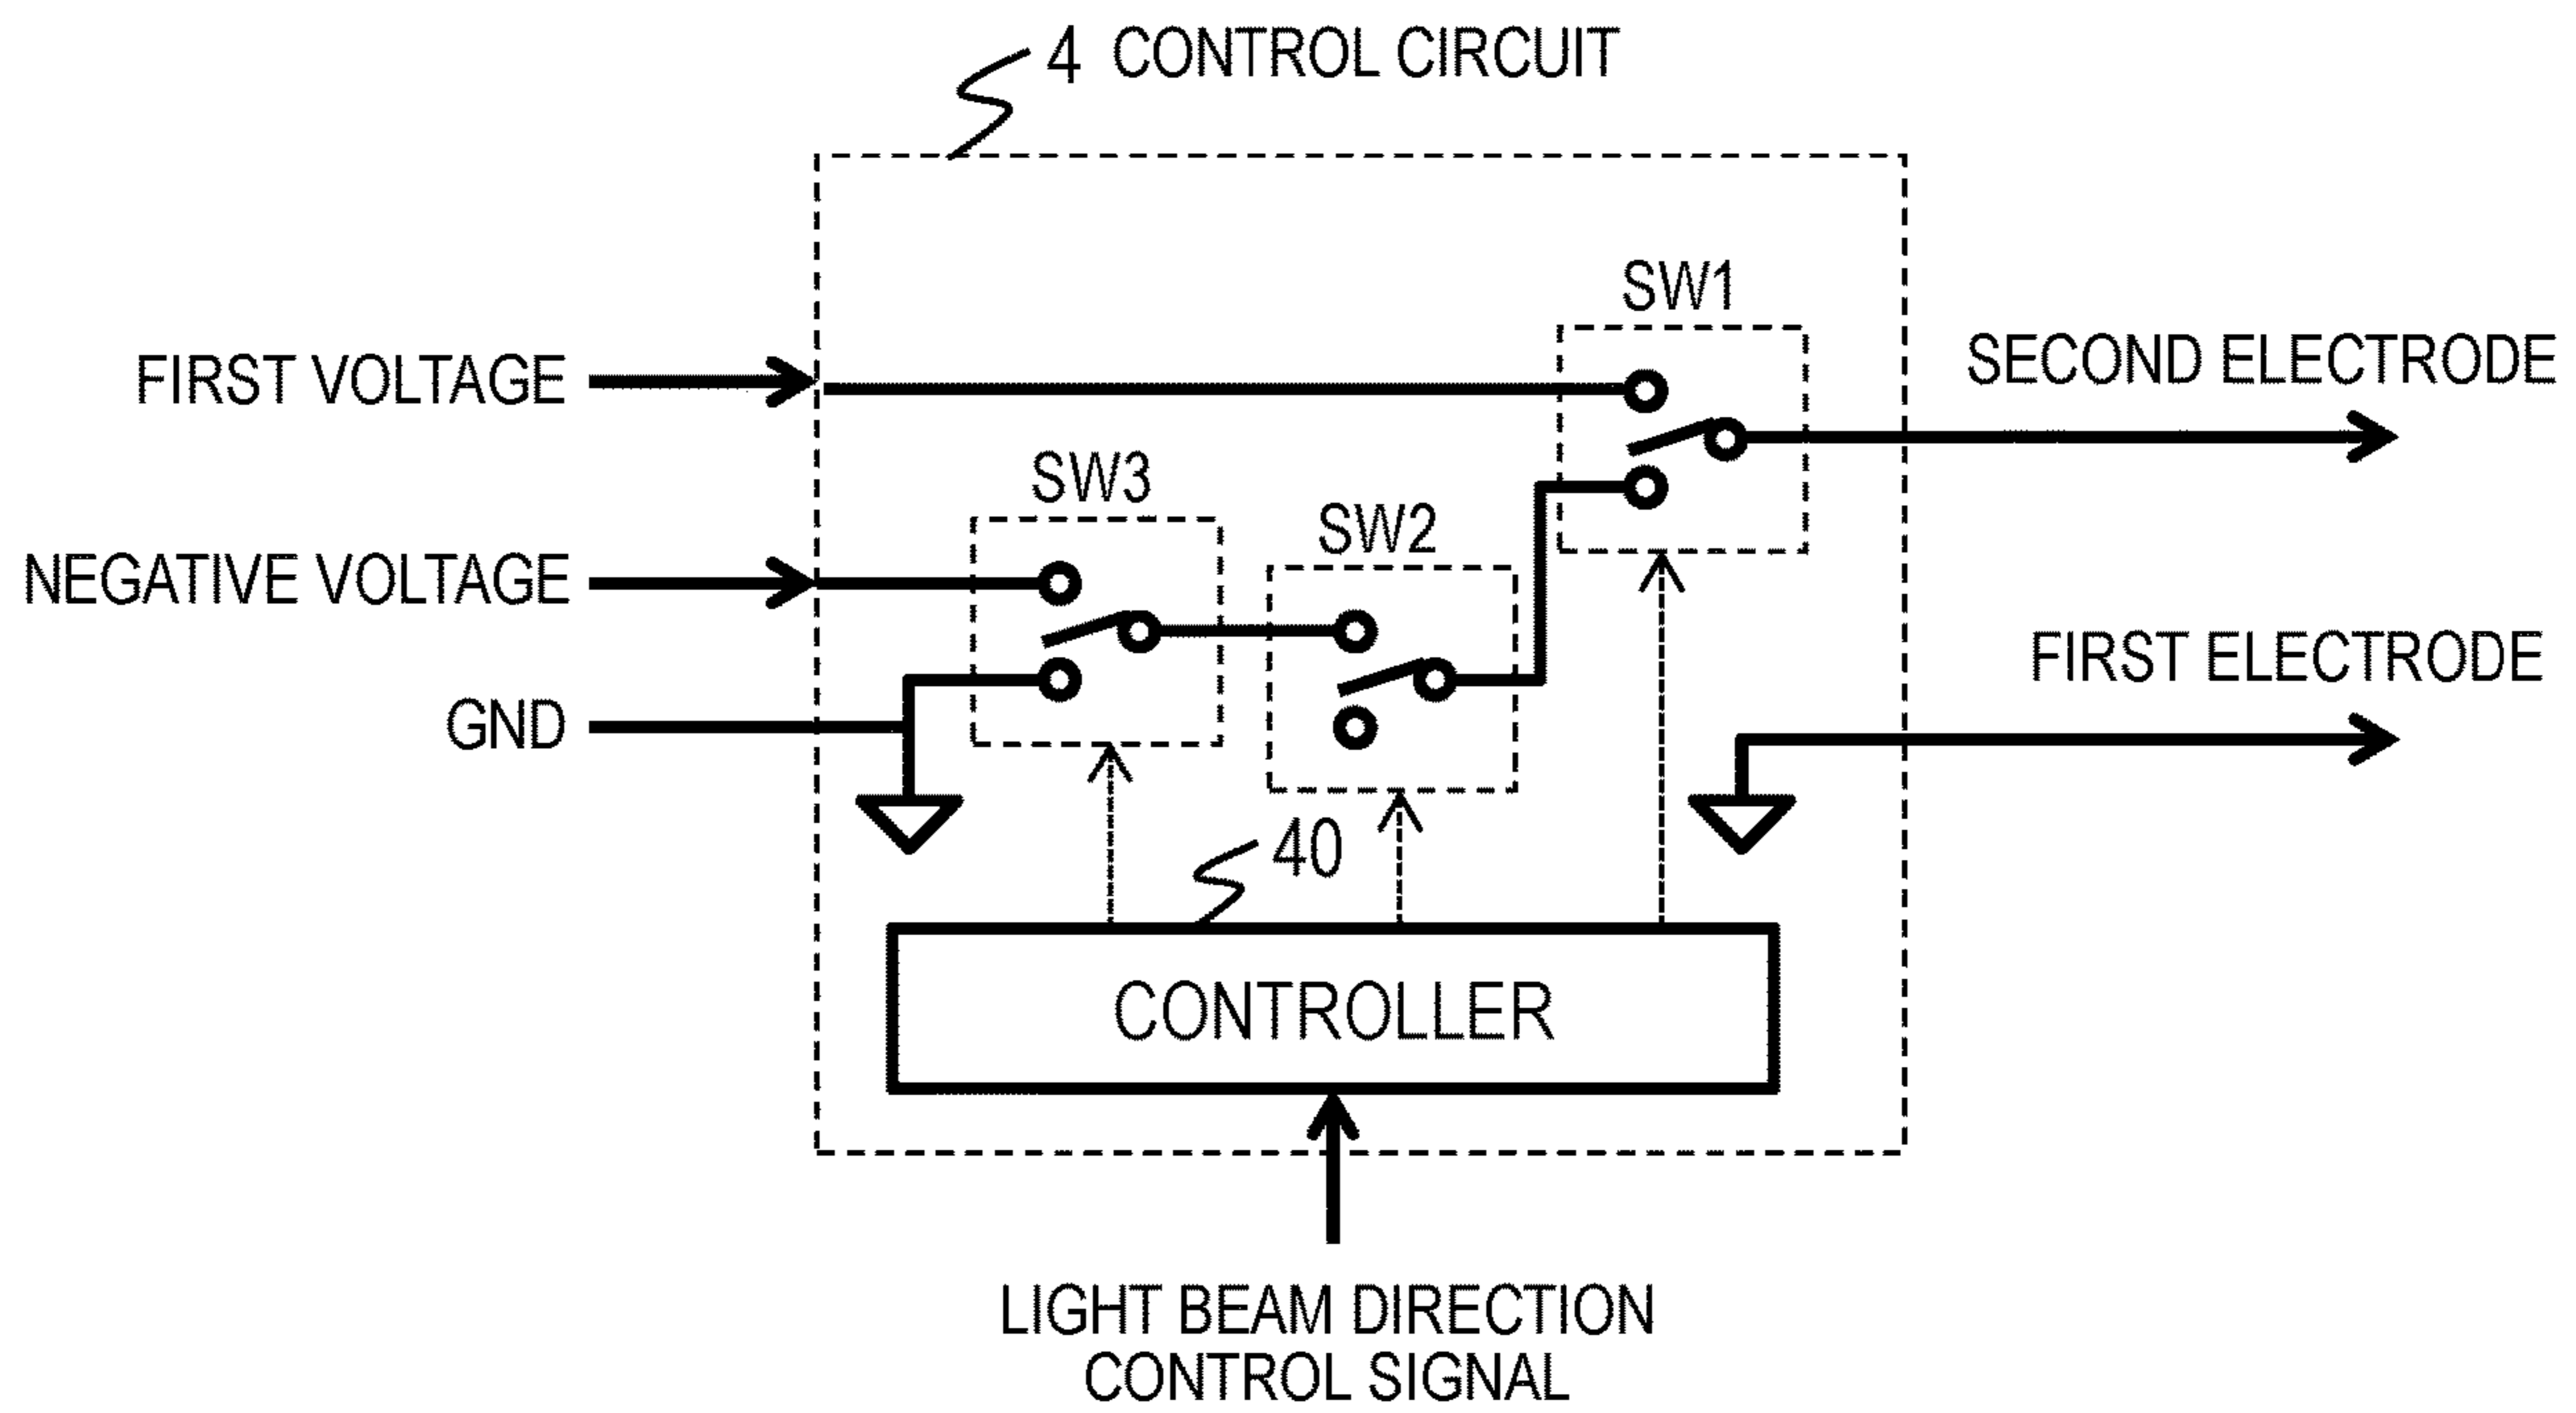 4 CONTROL CIRCUIT
SW1
FIRST VOLTAGE
SECOND ELECTRODE
SW3
SW2
NEGATIVE VOLTAGE
FIRST ELECTRODE
GND
40
CONTROLLER
LIGHT BEAM DIRECTION
CONTROL SIGNAL